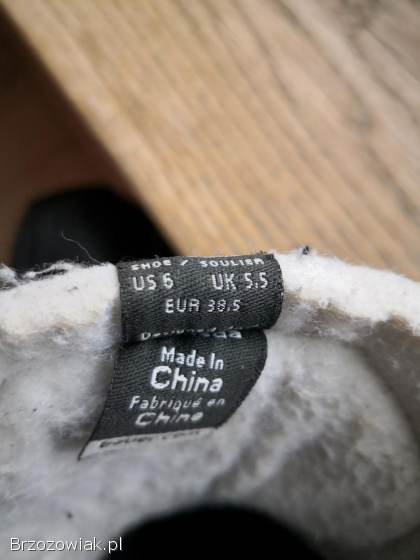 SHOE / SOULIER
US 6 UK 5.5
EUR 38.5
Made In
China
Fabriqué en
Chine
Brzozowiak.pl